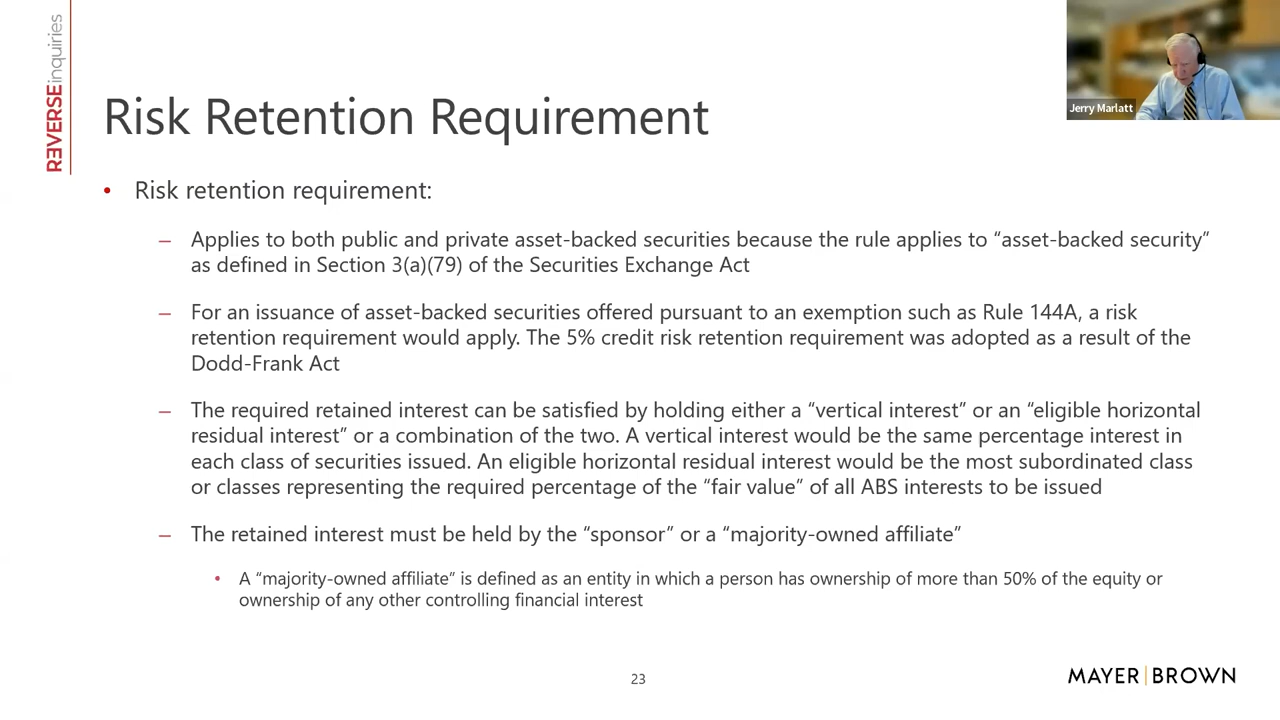 REVERSEinquiries
Jerry Marlatt
Risk Retention Requirement
• Risk retention requirement:
– Applies to both public and private asset-backed securities because the rule applies to “asset-backed security”
as defined in Section 3(a)(79) of the Securities Exchange Act
– For an issuance of asset-backed securities offered pursuant to an exemption such as Rule 144A, a risk
retention requirement would apply. The 5% credit risk retention requirement was adopted as a result of the
Dodd-Frank Act
– The required retained interest can be satisfied by holding either a “vertical interest” or an “eligible horizontal
residual interest” or a combination of the two. A vertical interest would be the same percentage interest in
each class of securities issued. An eligible horizontal residual interest would be the most subordinated class
or classes representing the required percentage of the “fair value” of all ABS interests to be issued
– The retained interest must be held by the “sponsor” or a “majority-owned affiliate”
• A “majority-owned affiliate” is defined as an entity in which a person has ownership of more than 50% of the equity or
ownership of any other controlling financial interest
23
MAYER | BROWN